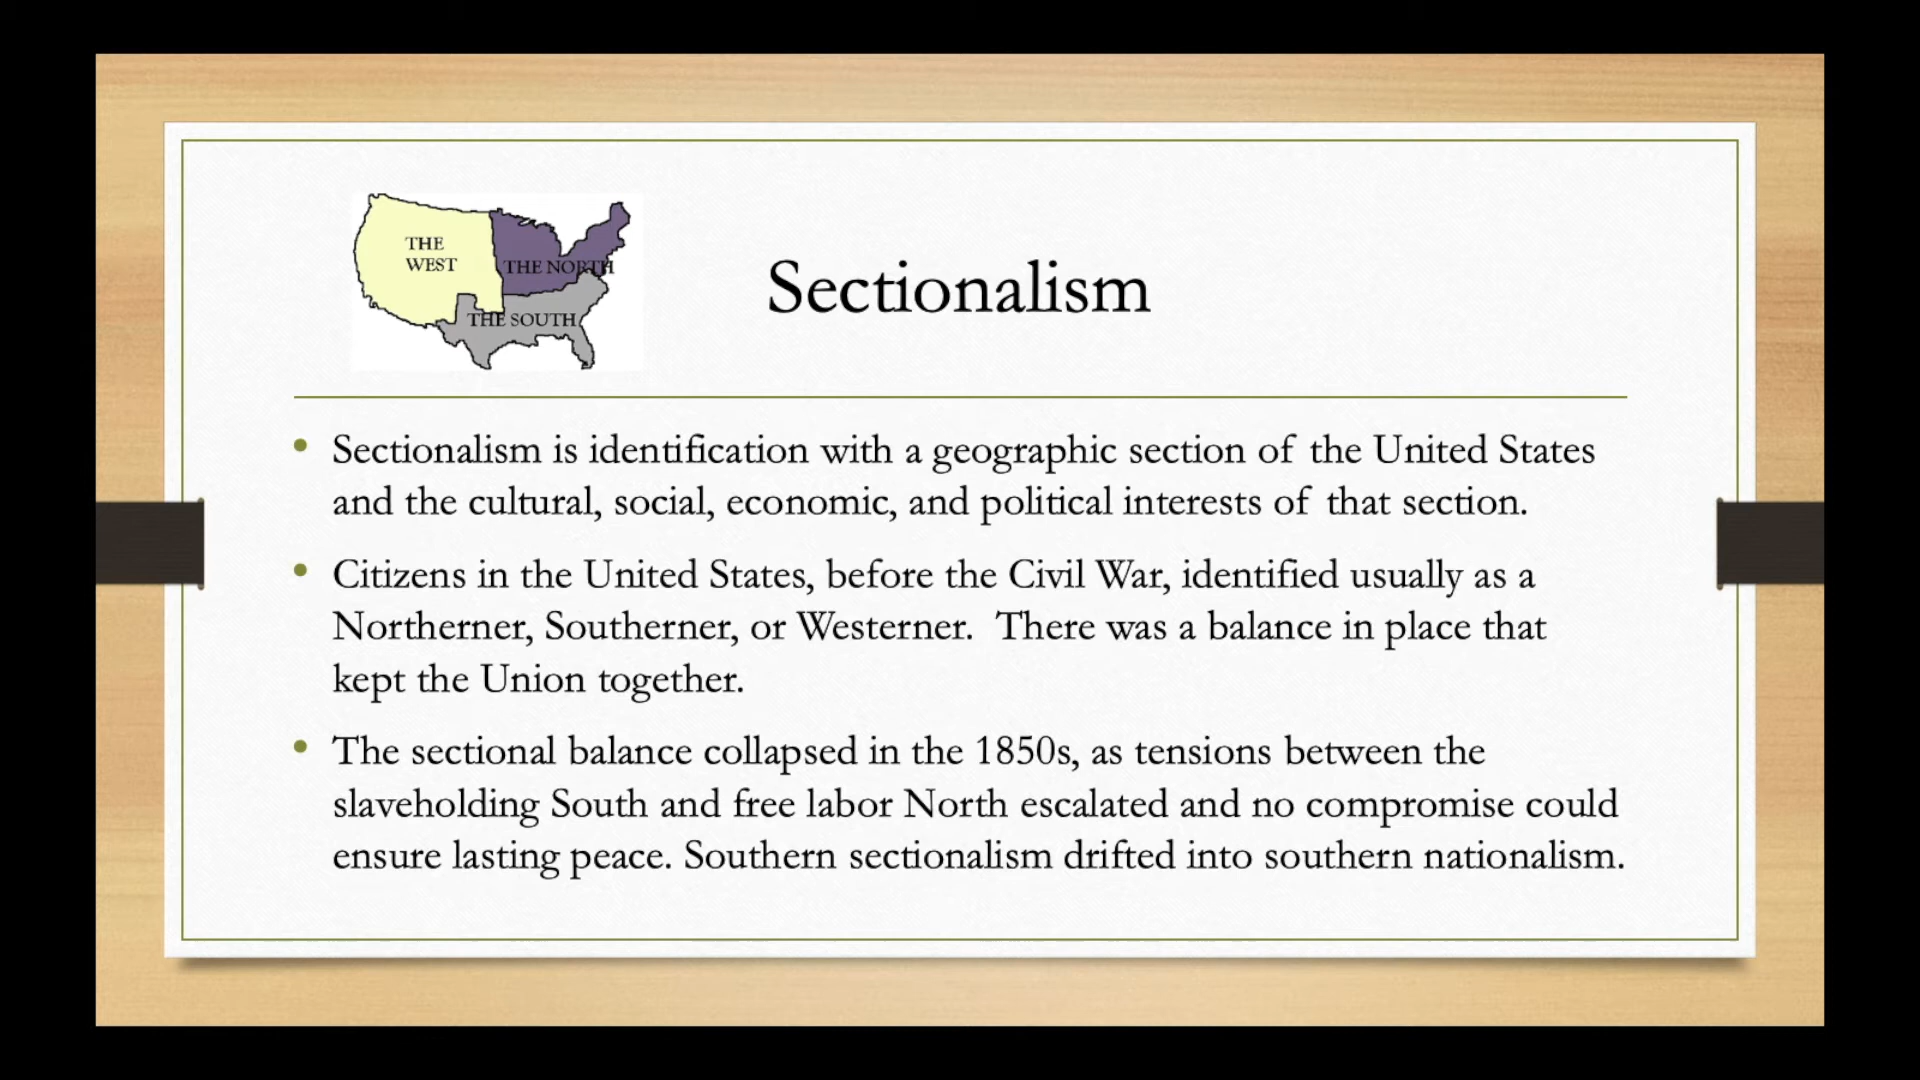 THE
WEST
THE NORTH
THE SOUTH
Sectionalism
• Sectionalism is identification with a geographic section of the United States
and the cultural, social, economic, and political interests of that section.
• Citizens in the United States, before the Civil War, identified usually as a
Northerner, Southerner, or Westerner.  There was a balance in place that
kept the Union together.
• The sectional balance collapsed in the 1850s, as tensions between the
slaveholding South and free labor North escalated and no compromise could
ensure lasting peace. Southern sectionalism drifted into southern nationalism.